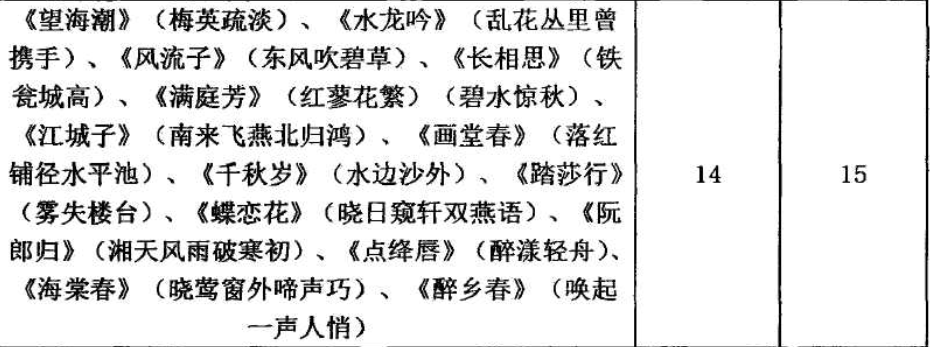 《望海潮》（梅英疏淡）、《水龙吟》（乱花丛里曾
携手）、《风流子》（东风吹碧草）、《长相思》（铁
瓮城高）、《满庭芳》（红蓼花繁）（碧水惊秋）、
《江城子》（南来飞燕北归鸿）、《画堂春》（落红
铺径水平池）、《千秋岁》（水边沙外）、《踏莎行》
（雾失楼台）、《蝶恋花》（晓日窥轩双燕语）、《阮
郎归》（湘天风雨破寒初）、《点绛唇》（醉漾轻舟）、
《海棠春》（晓莺窗外啼声巧）、《醉乡春》（唤起
一声人悄）
14
15